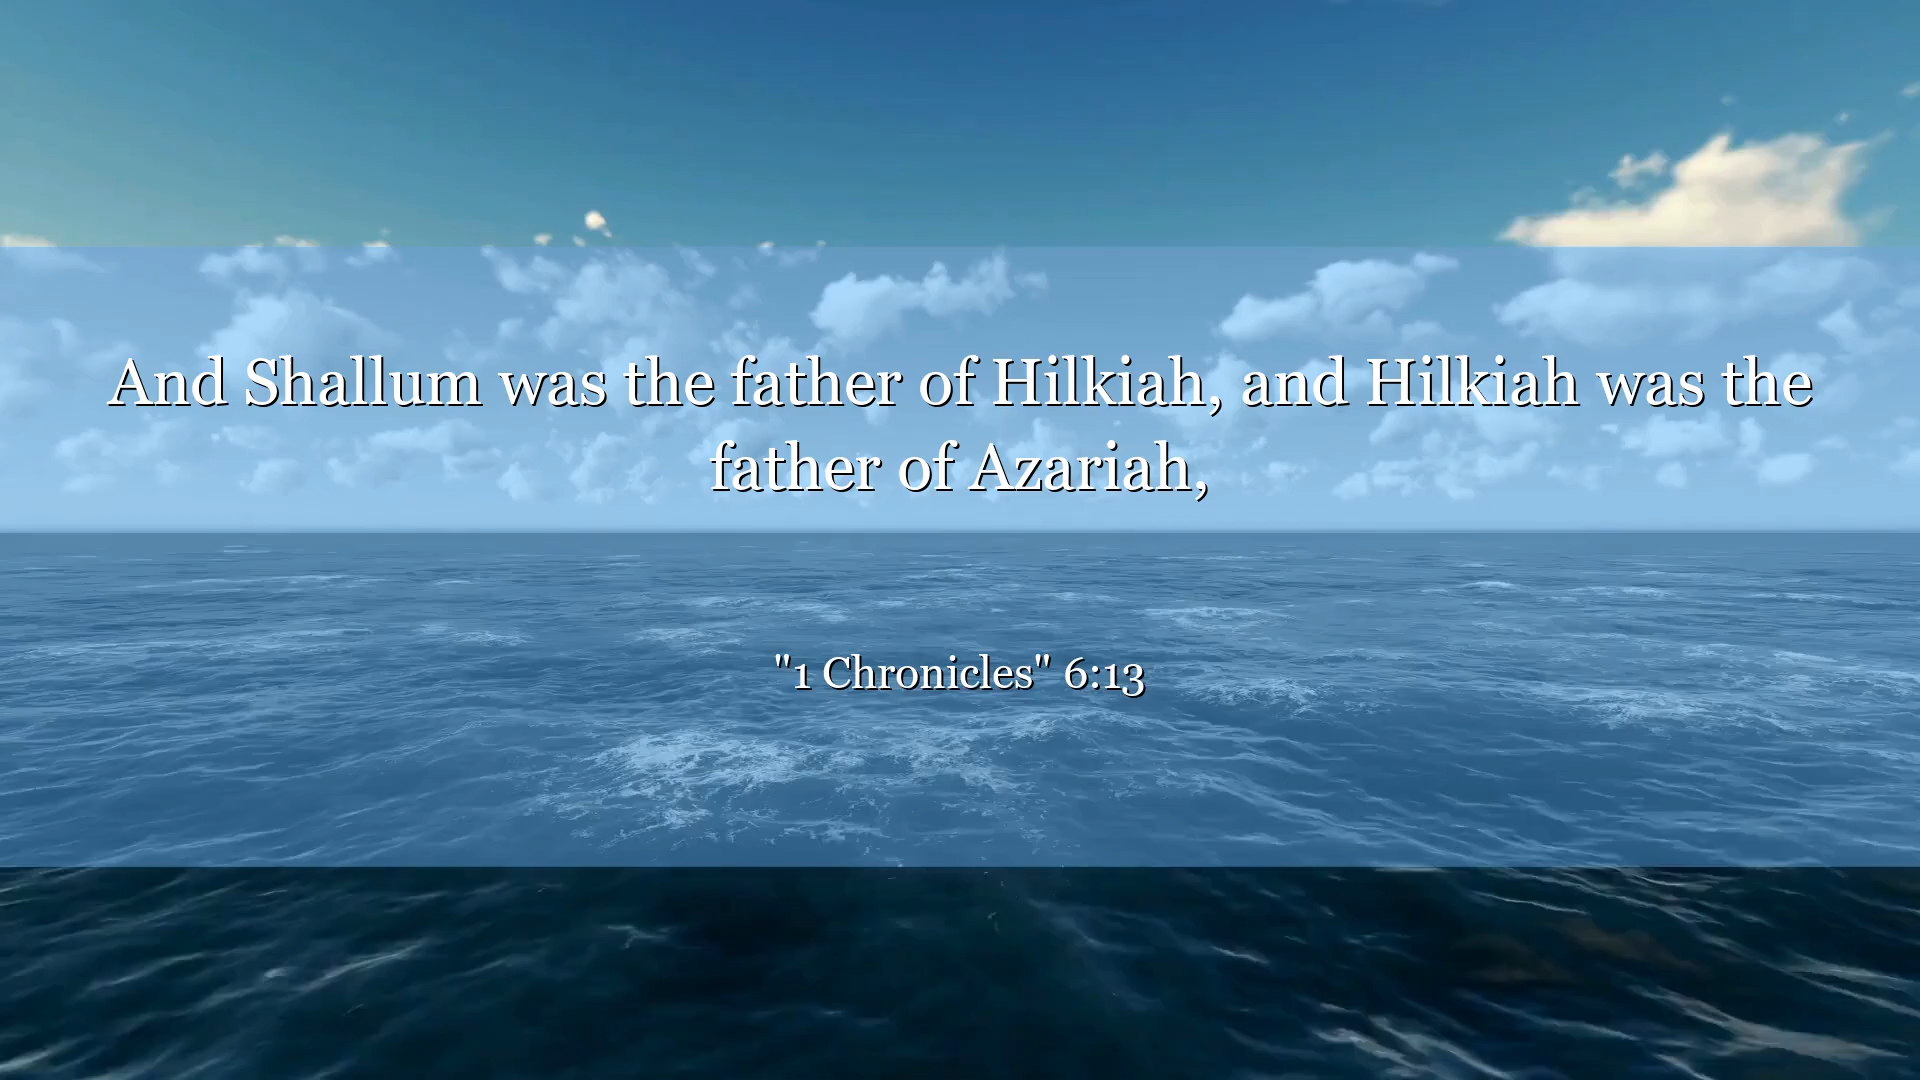 And Shallum was the father of Hilkiah, and Hilkiah was the
father of Azariah,
"1 Chronicles" 6:13